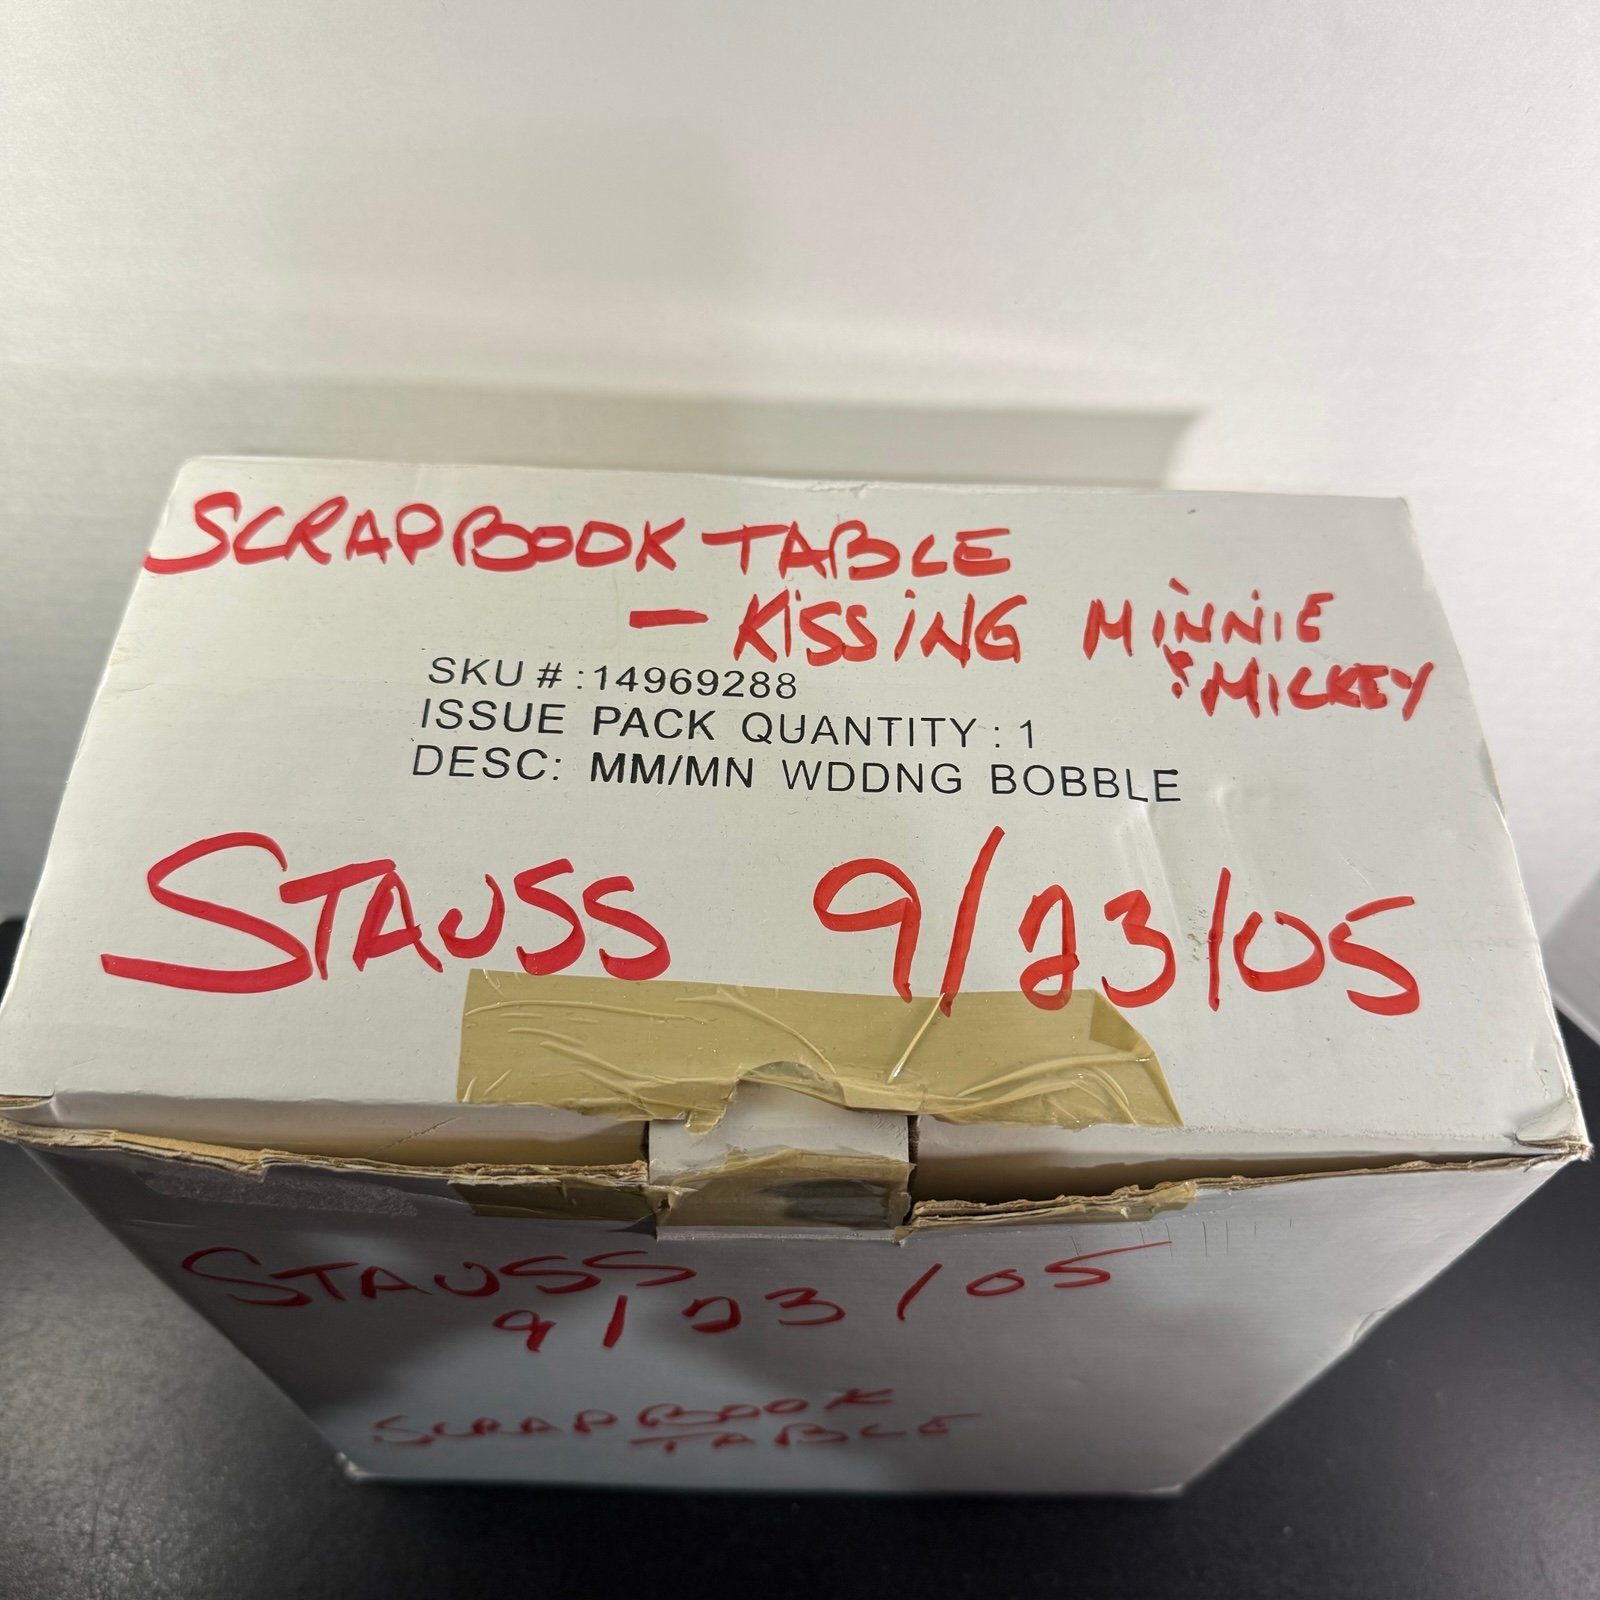 SCRAPBOOK TABLE
- KISSING MINNIE
& MICKEY
SKU # : 14969288
ISSUE PACK QUANTITY : 1
DESC: MM/MN WDDNG BOBBLE
STAUSS 9/23/05
STAUSS
9/23/05
SCRAPBOOK
TABLE